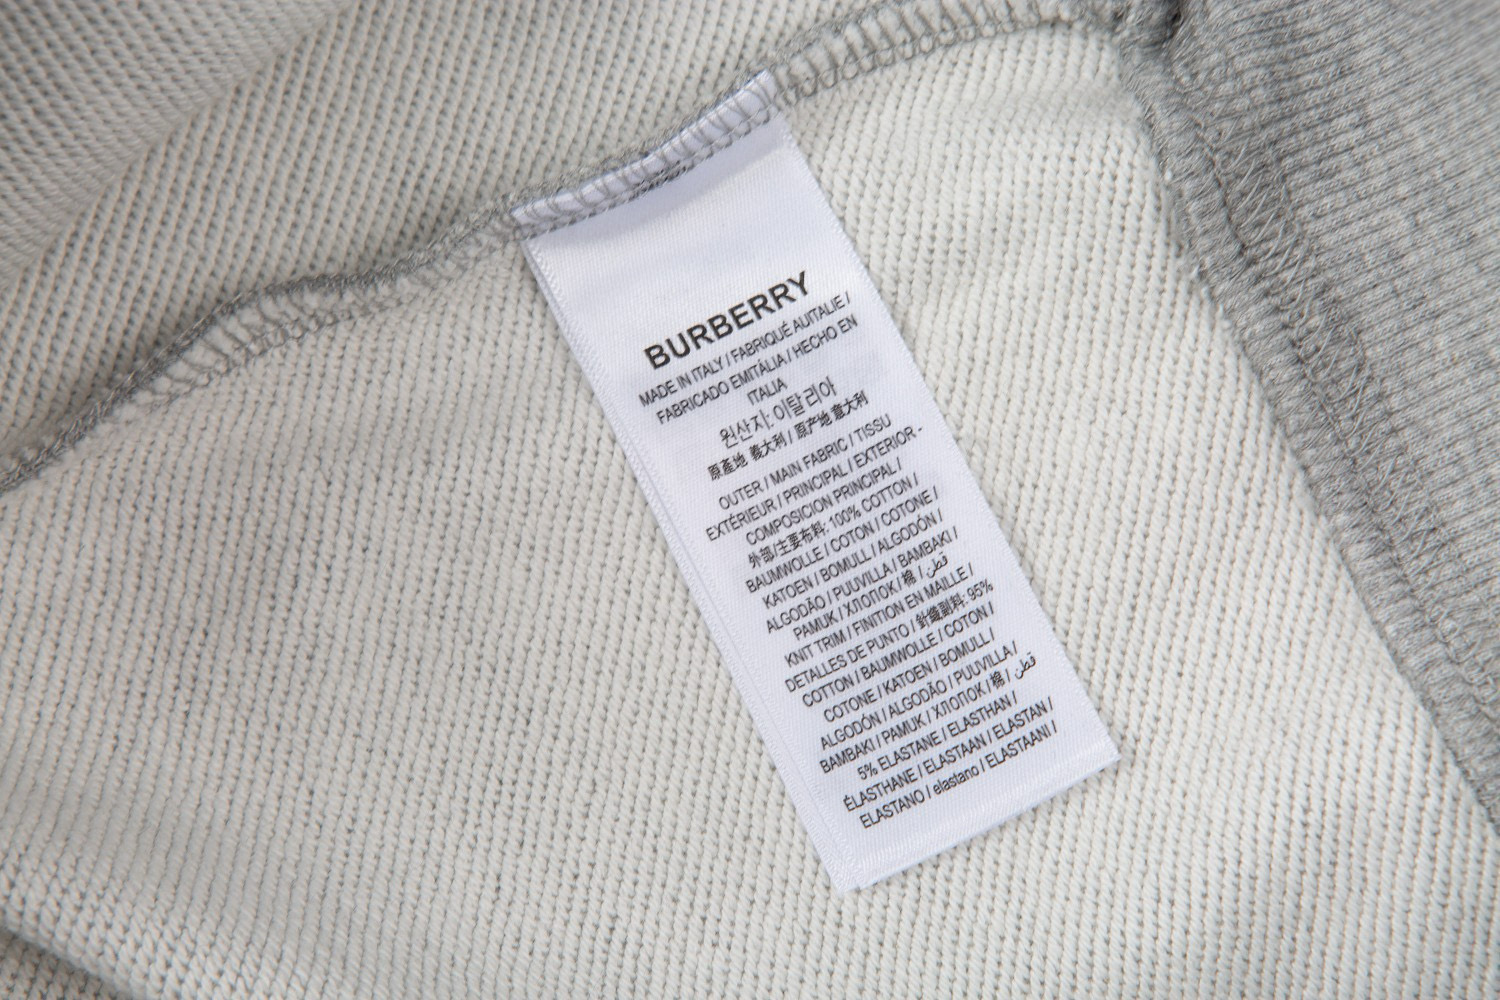 BURBERRY
MADE IN ITALY / FABRIQUÉ AUITALIE /
FABRICADO EMITÁLIA / HECHO EN
ITALIA
원산지: 이탈리아
原產地 義大利 / 原产地 意大利
OUTER / MAIN FABRIC / TISSU
EXTÉRIEUR / PRINCIPAL / EXTERIOR -
COMPOSICION PRINCIPAL /
外部/主要布料: 100% COTTON /
BAUMWOLLE / COTON / COTONE /
KATOEN / BOMULL / ALGODÓN /
ALGODÃO / PUUVILLA / BAMBAKI /
PAMUK / ХЛОПОК / 棉 / قطن /
KNIT TRIM / FINITION EN MAILLE /
DETALLES DE PUNTO / 針織副料: 95%
COTTON / BAUMWOLLE / COTON /
COTONE / KATOEN / BOMULL /
ALGODÓN / ALGODÃO / PUUVILLA /
BAMBAKI / PAMUK / ХЛОПОК / 棉 / قطن
5% ELASTANE / ELASTHAN /
ÉLASTHANE / ELASTAAN / ELASTAN /
ELASTANO / elastano / ELASTAANI /